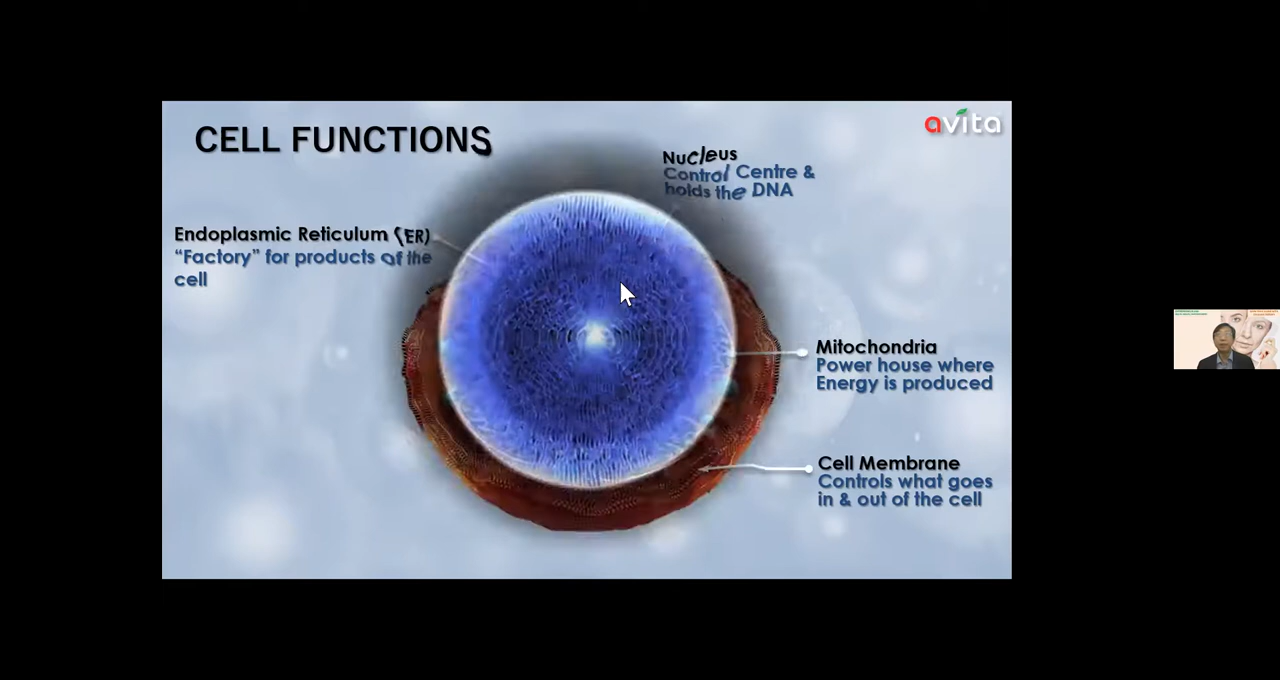 CELL FUNCTIONS
avita
Nucleus
Control Centre &
holds the DNA
Endoplasmic Reticulum (ER)
“Factory” for products of the
cell
Mitochondria
Power house where
Energy is produced
Cell Membrane
Controls what goes
in & out of the cell